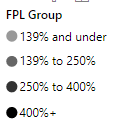 FPL Group
139% and under
139% to 250%
250% to 400%
400%+